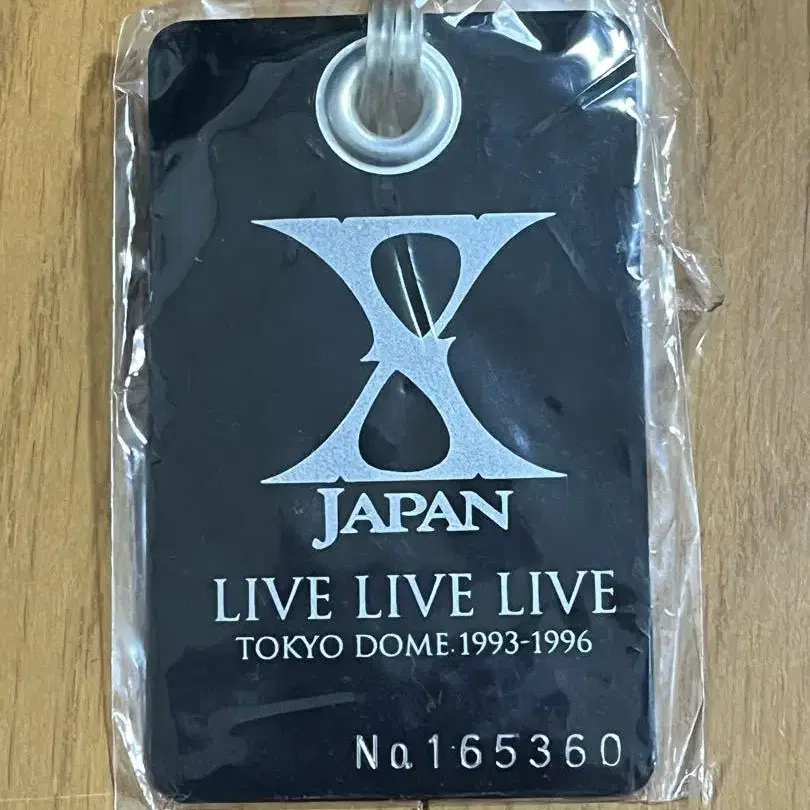 X
JAPAN
LIVE LIVE LIVE
TOKYO DOME 1993-1996
No 165360